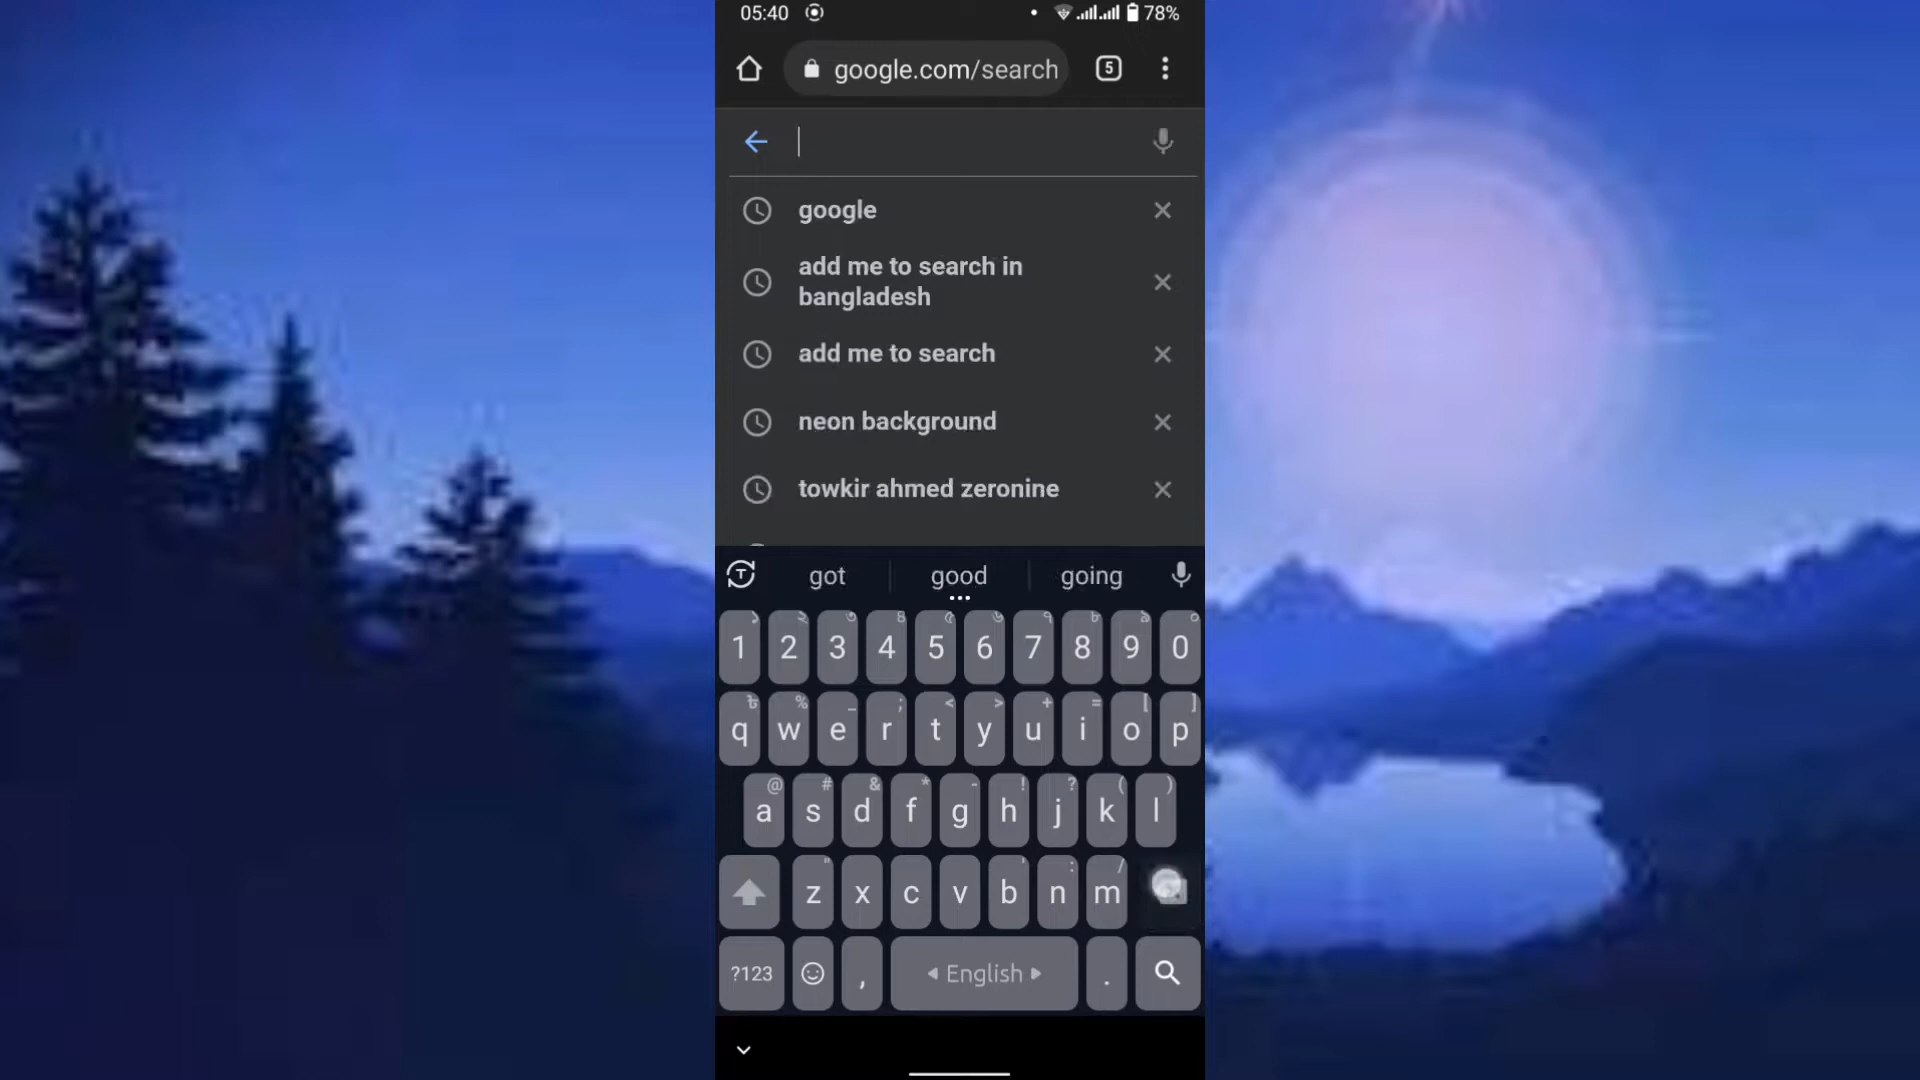 05:40 78%
google.com/search 5
google
add me to search in
bangladesh
add me to search
neon background
towkir ahmed zeronine
got good going
1 2 3 4 5 6 7 8 9 0
q w e r t y u i o p
a s d f g h j k l
z x c v b n m
?123 , English .